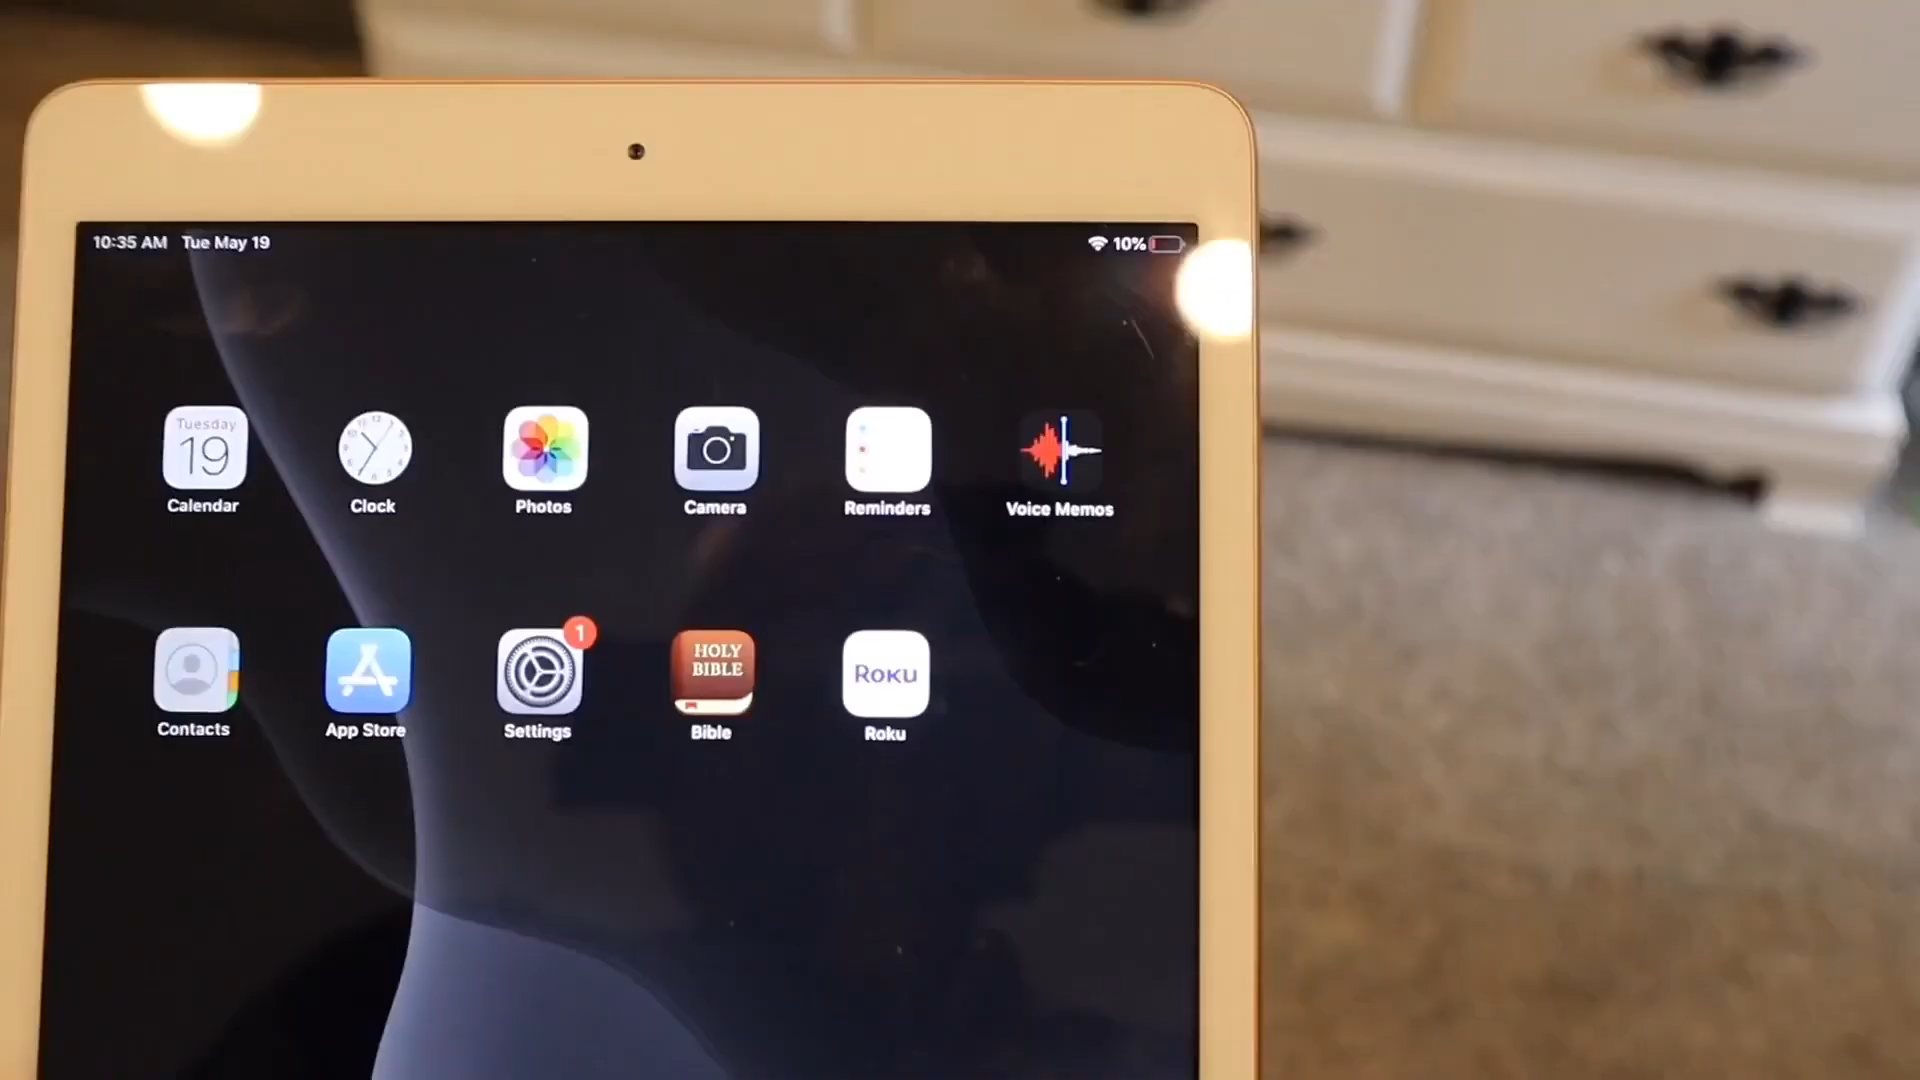 10:35 AM Tue May 19 10%
Tuesday
19
Calendar Clock Photos Camera Reminders Voice Memos
1
HOLY
BIBLE
ROKU
Contacts App Store Settings Bible Roku